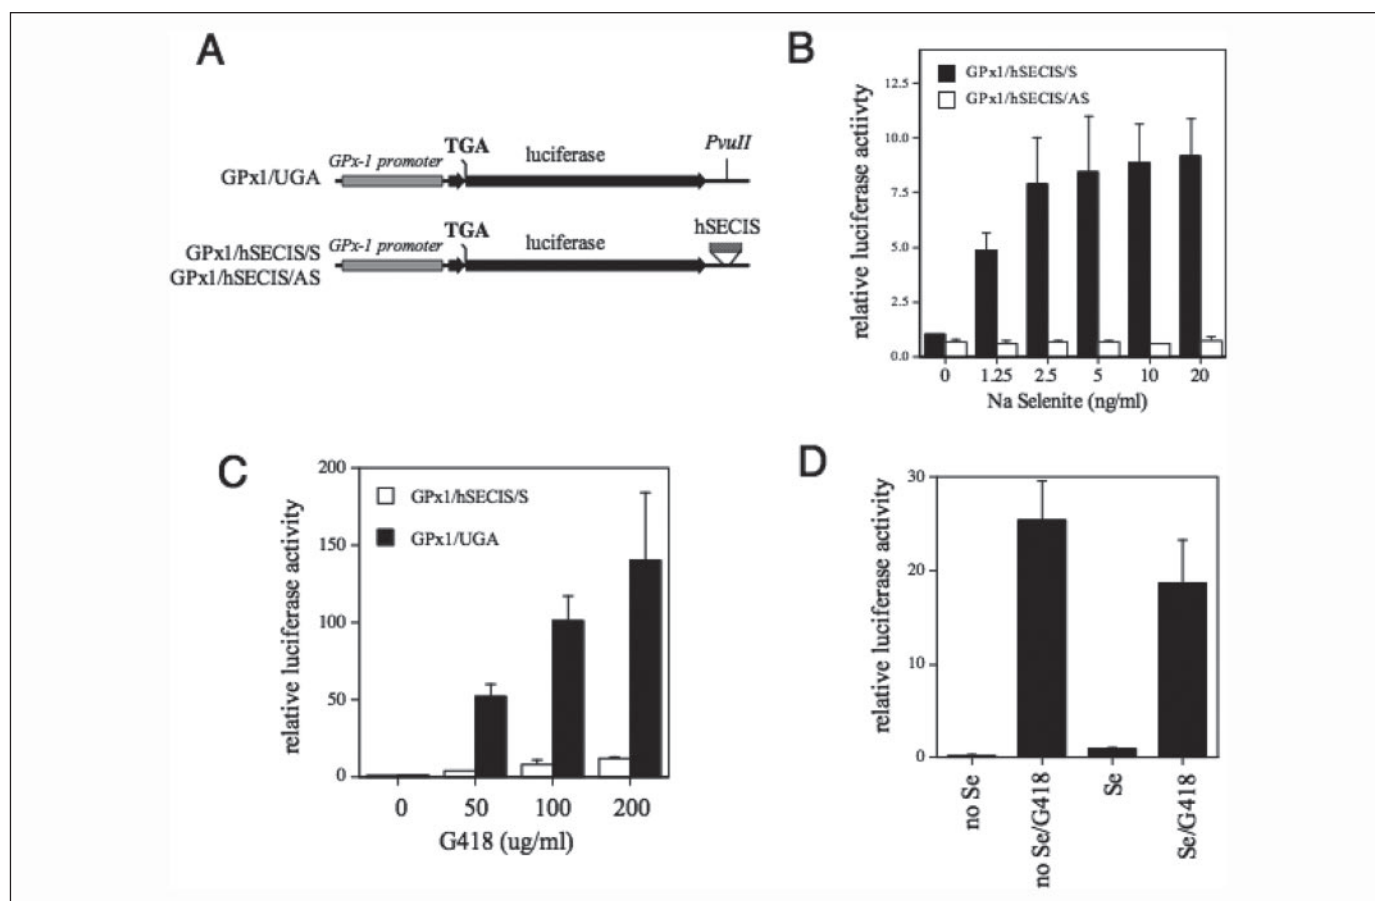 A
TGA
PvuII
GPx-1 promoter
luciferase
GPx1/UGA
TGA
hSECIS
GPx1/hSECIS/S
GPx-1 promoter
luciferase
GPx1/hSECIS/AS
B
GPx1/hSECIS/S
GPx1/hSECIS/AS
relative luciferase actiivty
12.5
10.0
7.5
5.0
2.5
0.0
0 1.25 2.5 5 10 20
Na Selenite (ng/ml)
C
GPx1/hSECIS/S
GPx1/UGA
relative luciferase activity
200
150
100
50
0
0 50 100 200
G418 (ug/ml)
D
relative luciferase activity
30
20
10
0
no Se
no Se/G418
Se
Se/G418